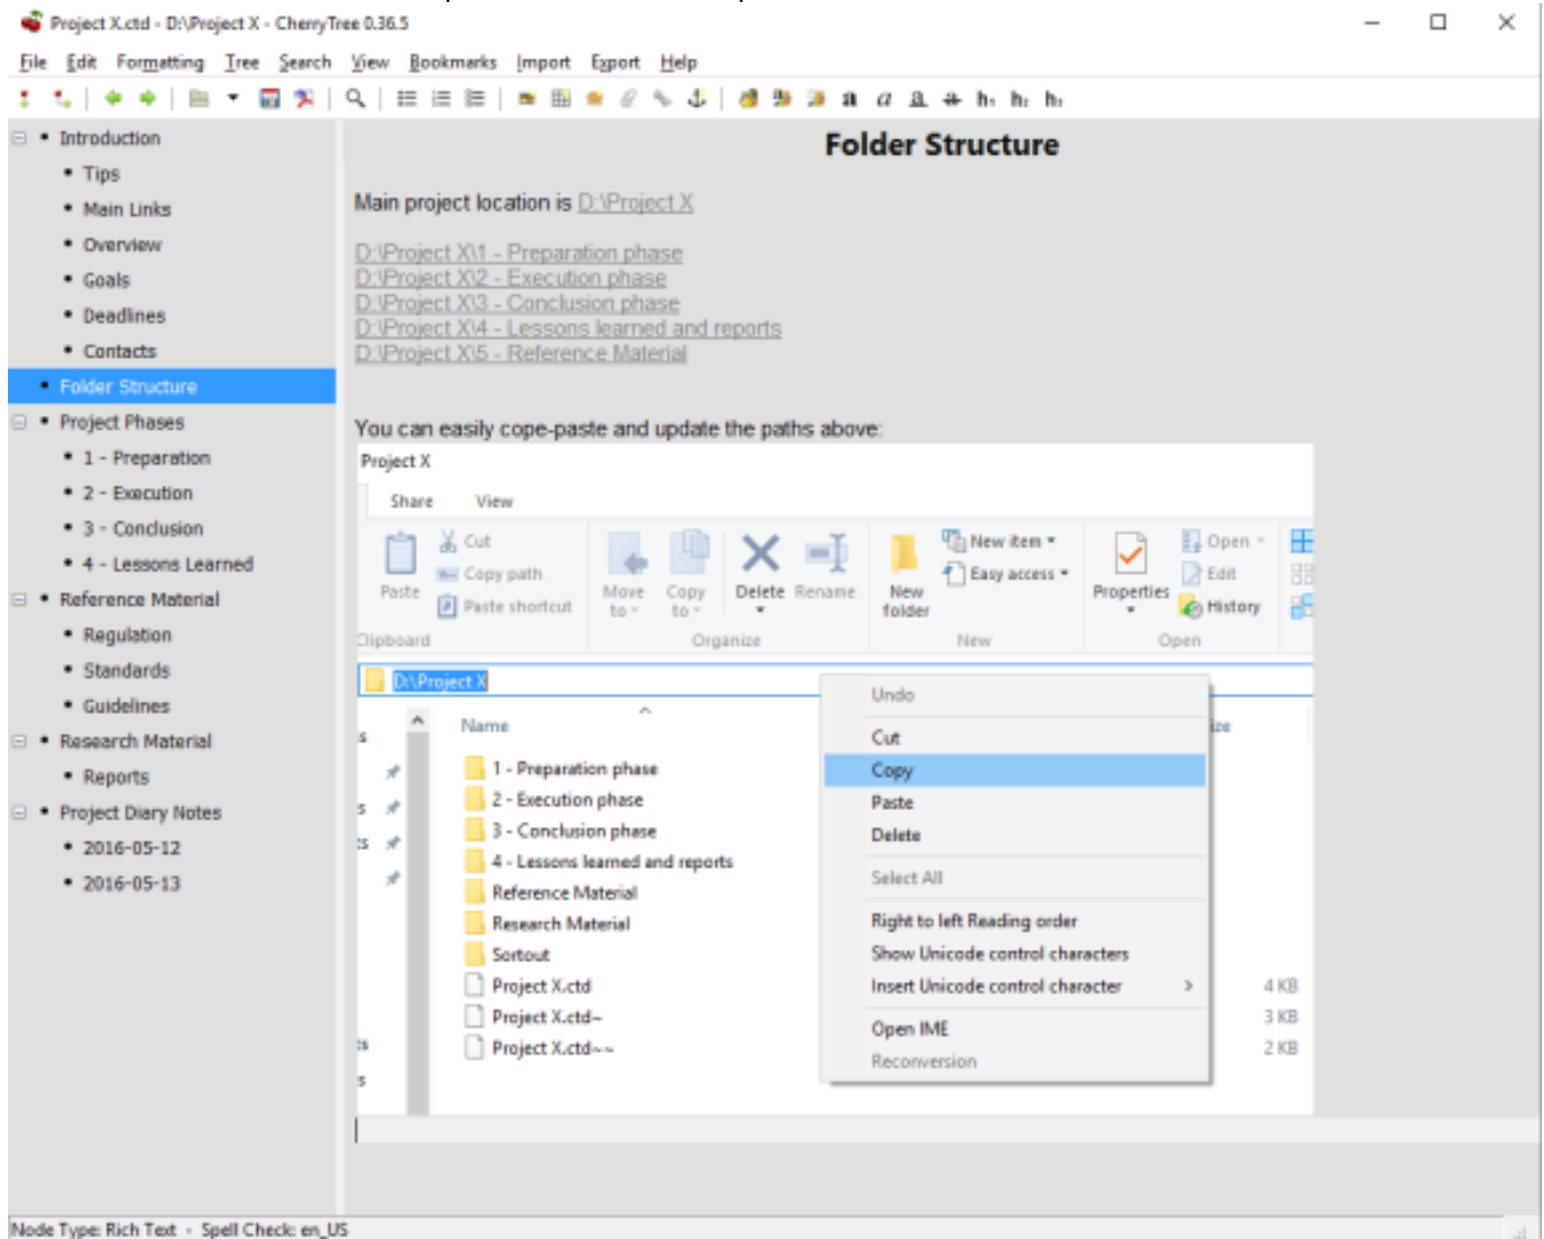 Project X.ctd - D:\Project X - CherryTree 0.36.5
File Edit Formatting Tree Search View Bookmarks Import Export Help
a a a a h1 h2 h3
Introduction
Tips
Main Links
Overview
Goals
Deadlines
Contacts
Folder Structure
Project Phases
1 - Preparation
2 - Execution
3 - Conclusion
4 - Lessons Learned
Reference Material
Regulation
Standards
Guidelines
Research Material
Reports
Project Diary Notes
2016-05-12
2016-05-13
Folder Structure
Main project location is D:\Project X
D:\Project X\1 - Preparation phase
D:\Project X\2 - Execution phase
D:\Project X\3 - Conclusion phase
D:\Project X\4 - Lessons learned and reports
D:\Project X\5 - Reference Material
You can easily cope-paste and update the paths above:
Project X
Share View
Cut
Copy path
Paste shortcut
Paste
Clipboard
Move to
Copy to
Delete
Rename
Organize
New folder
New item
Easy access
New
Properties
Open
Edit
History
Open
D:\Project X
Name
1 - Preparation phase
2 - Execution phase
3 - Conclusion phase
4 - Lessons learned and reports
Reference Material
Research Material
Sortout
Project X.ctd 4 KB
Project X.ctd~ 3 KB
Project X.ctd~~ 2 KB
Undo
Cut
Copy
Paste
Delete
Select All
Right to left Reading order
Show Unicode control characters
Insert Unicode control character >
Open IME
Reconversion
Node Type: Rich Text - Spell Check: en_US